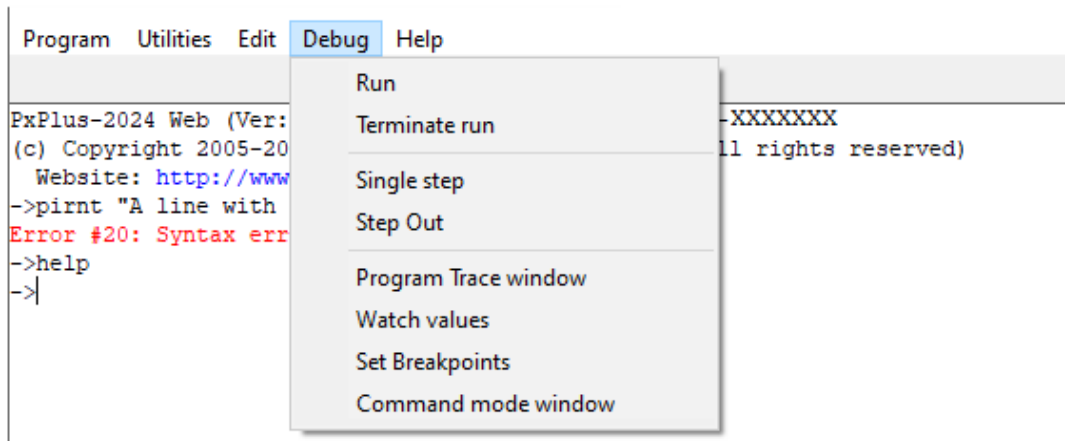 Program Utilities Edit Debug Help
Run
Terminate run
Single step
Step Out
Program Trace window
Watch values
Set Breakpoints
Command mode window
PxPlus-2024 Web (Ver: -XXXXXXX
(c) Copyright 2005-20 ll rights reserved)
Website: http://www
->pirnt "A line with
Error #20: Syntax err
->help
->